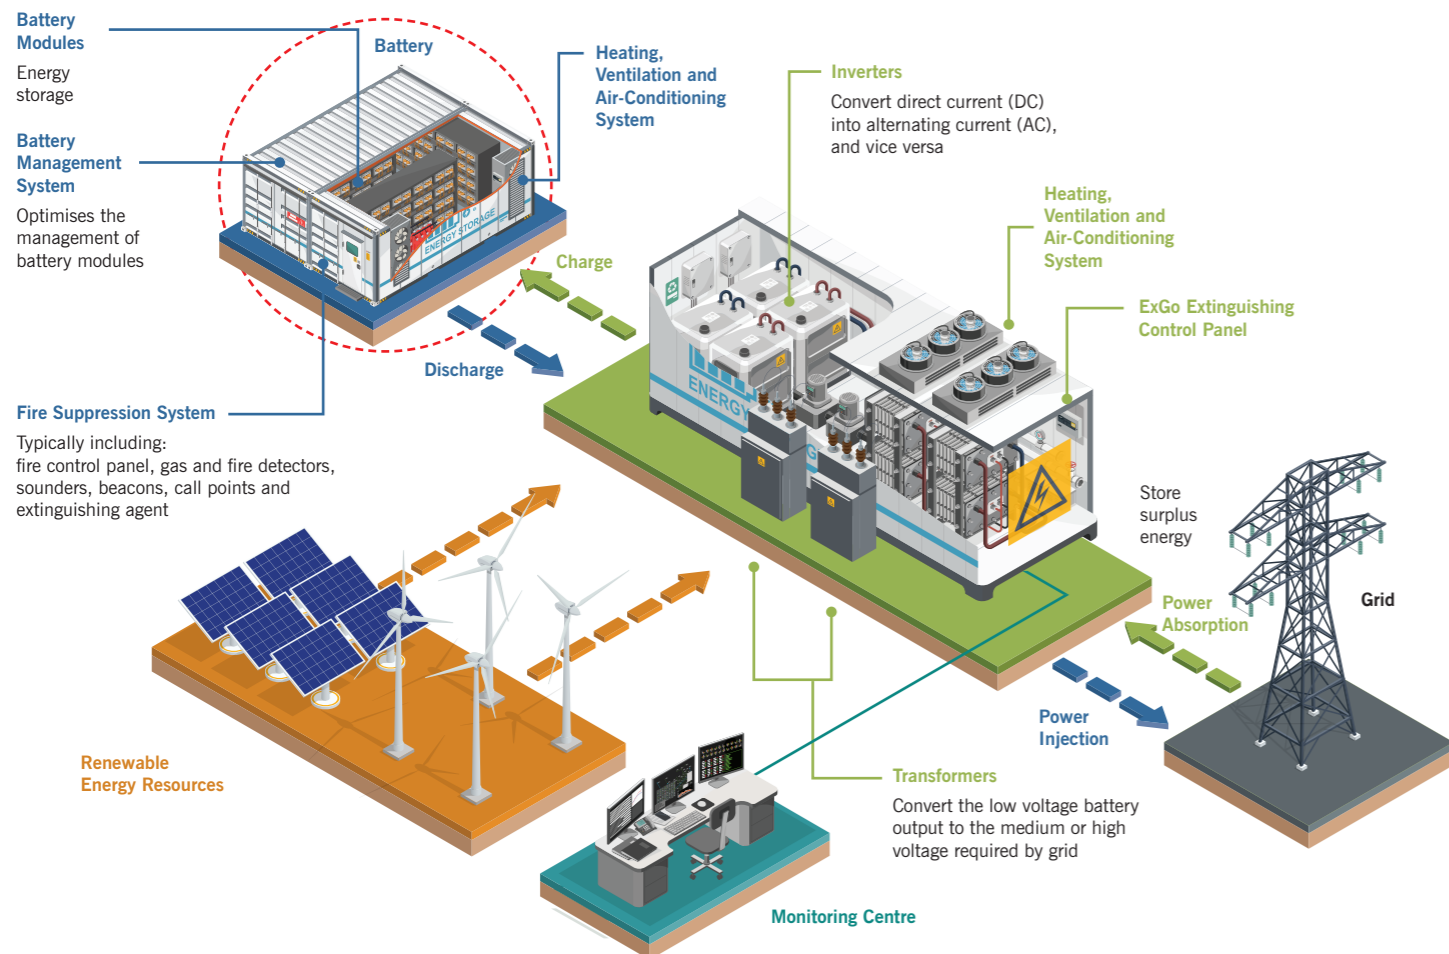 Battery
Modules
Energy
storage
Battery
Management
System
Optimises the
management of
battery modules
Battery
Heating,
Ventilation and
Air-Conditioning
System
ENERGY STORAGE
Charge
Discharge
Fire Suppression System
Typically including:
fire control panel, gas and fire detectors,
sounders, beacons, call points and
extinguishing agent
Inverters
Convert direct current (DC)
into alternating current (AC),
and vice versa
Heating,
Ventilation and
Air-Conditioning
System
ExGo Extinguishing
Control Panel
ENERGY
Store
surplus
energy
Grid
Power
Absorption
Power
Injection
Renewable
Energy Resources
Transformers
Convert the low voltage battery
output to the medium or high
voltage required by grid
Monitoring Centre